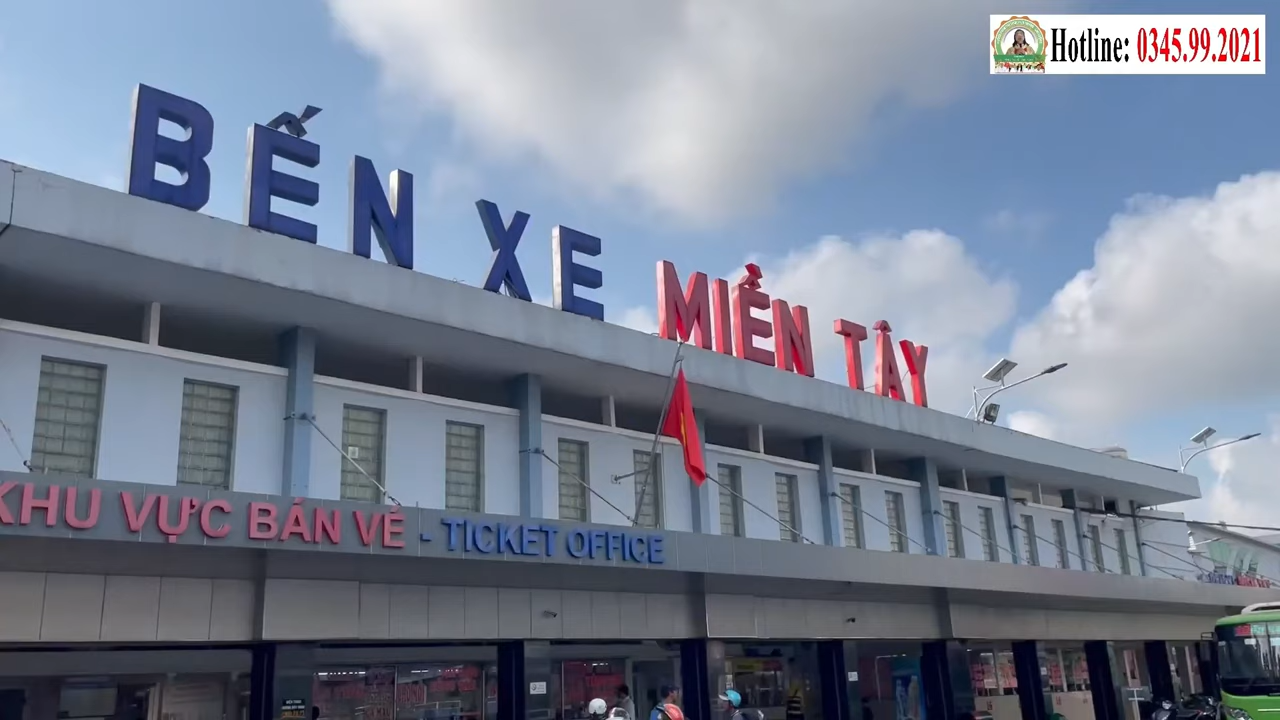 Hotline: 0345.99.2021
BẾN XE MIỀN TÂY
KHU VỰC BÁN VÉ - TICKET OFFICE